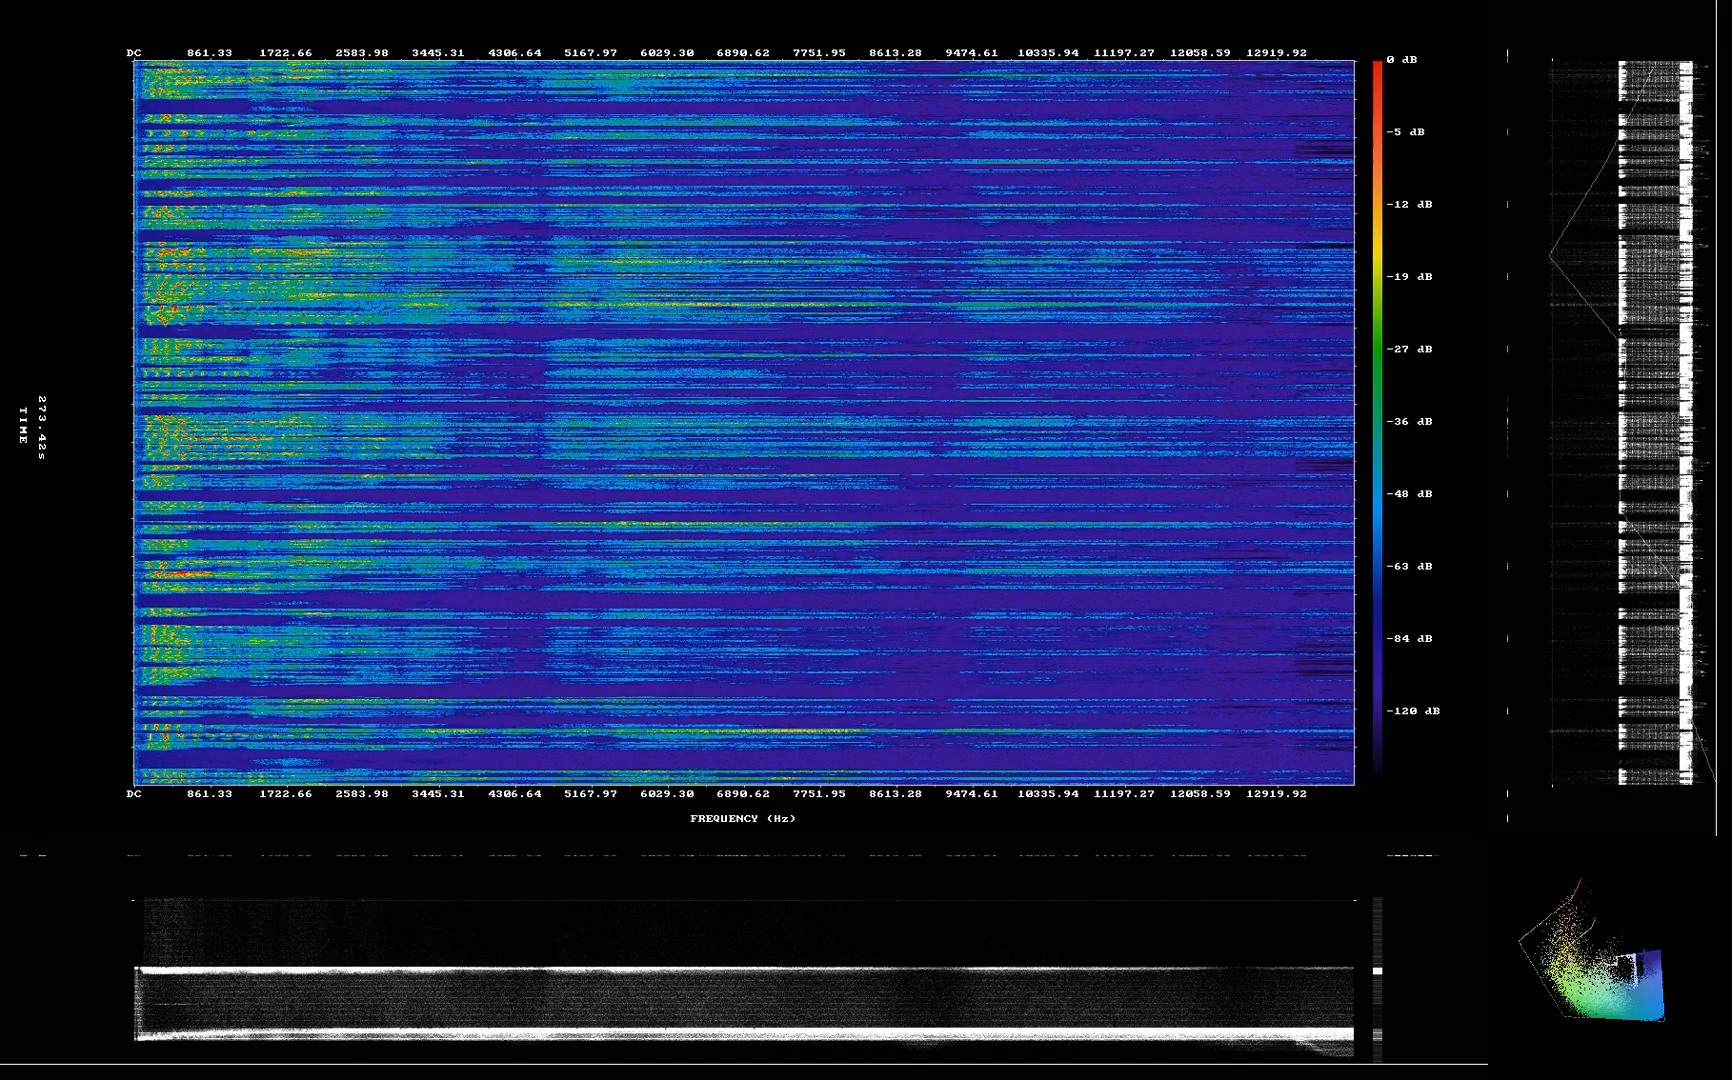 DC 861.33 1722.66 2583.98 3445.31 4306.64 5167.97 6029.30 6890.62 7751.95 8613.28 9474.61 10335.94 11197.27 12058.59 12919.92
0 dB
-5 dB
-12 dB
-19 dB
-27 dB
-36 dB
-48 dB
-63 dB
-84 dB
-120 dB
TIME
273.42s
DC 861.33 1722.66 2583.98 3445.31 4306.64 5167.97 6029.30 6890.62 7751.95 8613.28 9474.61 10335.94 11197.27 12058.59 12919.92
FREQUENCY (Hz)